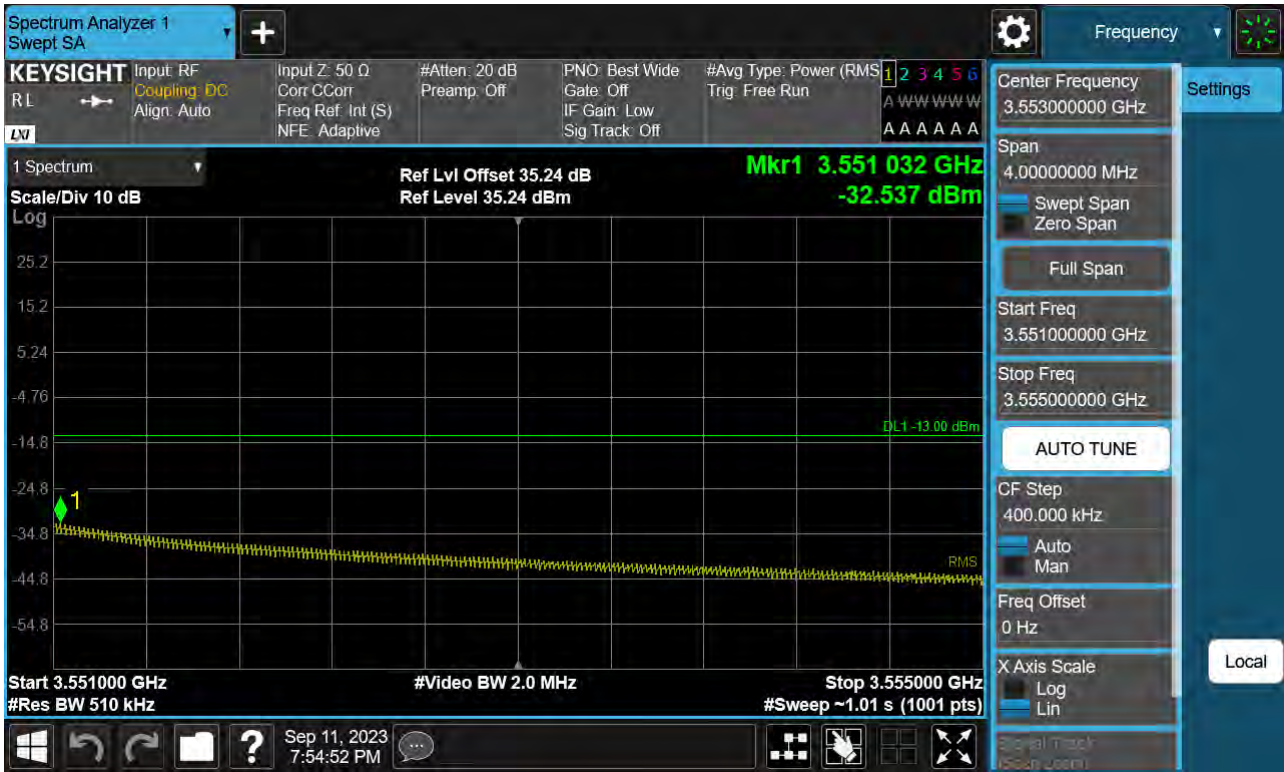 Spectrum Analyzer 1
Swept SA
Frequency
KEYSIGHT
RL
LXI
Input: RF
Coupling: DC
Align: Auto
Input Z: 50 Ω
Corr CCorr
Freq Ref: Int (S)
NFE: Adaptive
#Atten: 20 dB
Preamp: Off
PNO: Best Wide
Gate: Off
IF Gain: Low
Sig Track: Off
#Avg Type: Power (RMS
Trig: Free Run
1 2 3 4 5 6
A W W W W W
A A A A A A
1 Spectrum
Scale/Div 10 dB
Log
Ref Lvl Offset 35.24 dB
Ref Level 35.24 dBm
Mkr1 3.551 032 GHz
-32.537 dBm
25.2
15.2
5.24
-4.76
DL1 -13.00 dBm
-14.8
-24.8
1
-34.8
RMS
-44.8
-54.8
Start 3.551000 GHz
#Res BW 510 kHz
#Video BW 2.0 MHz
Stop 3.555000 GHz
#Sweep ~1.01 s (1001 pts)
Center Frequency
3.553000000 GHz
Settings
Span
4.00000000 MHz
Swept Span
Zero Span
Full Span
Start Freq
3.551000000 GHz
Stop Freq
3.555000000 GHz
AUTO TUNE
CF Step
400.000 kHz
Auto
Man
Freq Offset
0 Hz
X Axis Scale
Log
Lin
Signal Track
(Span Zoom)
Local
?
Sep 11, 2023
7:54:52 PM